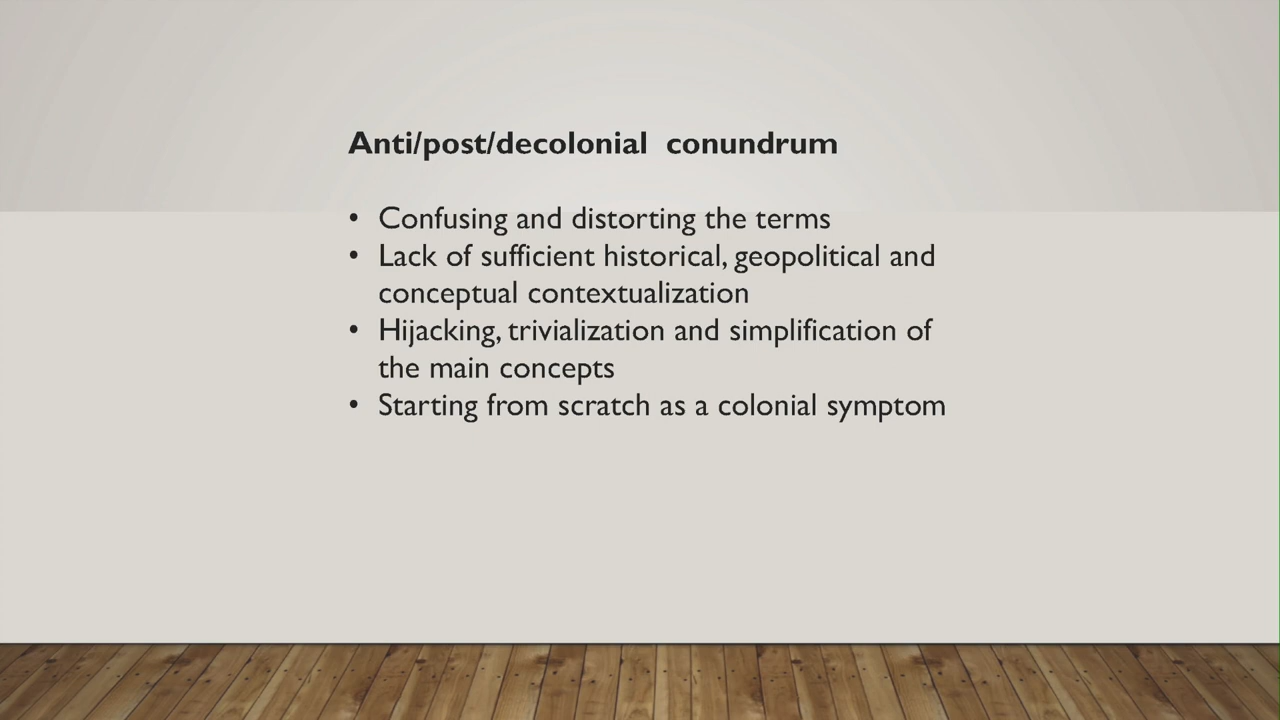 Anti/post/decolonial conundrum
• Confusing and distorting the terms
• Lack of sufficient historical, geopolitical and
conceptual contextualization
• Hijacking, trivialization and simplification of
the main concepts
• Starting from scratch as a colonial symptom